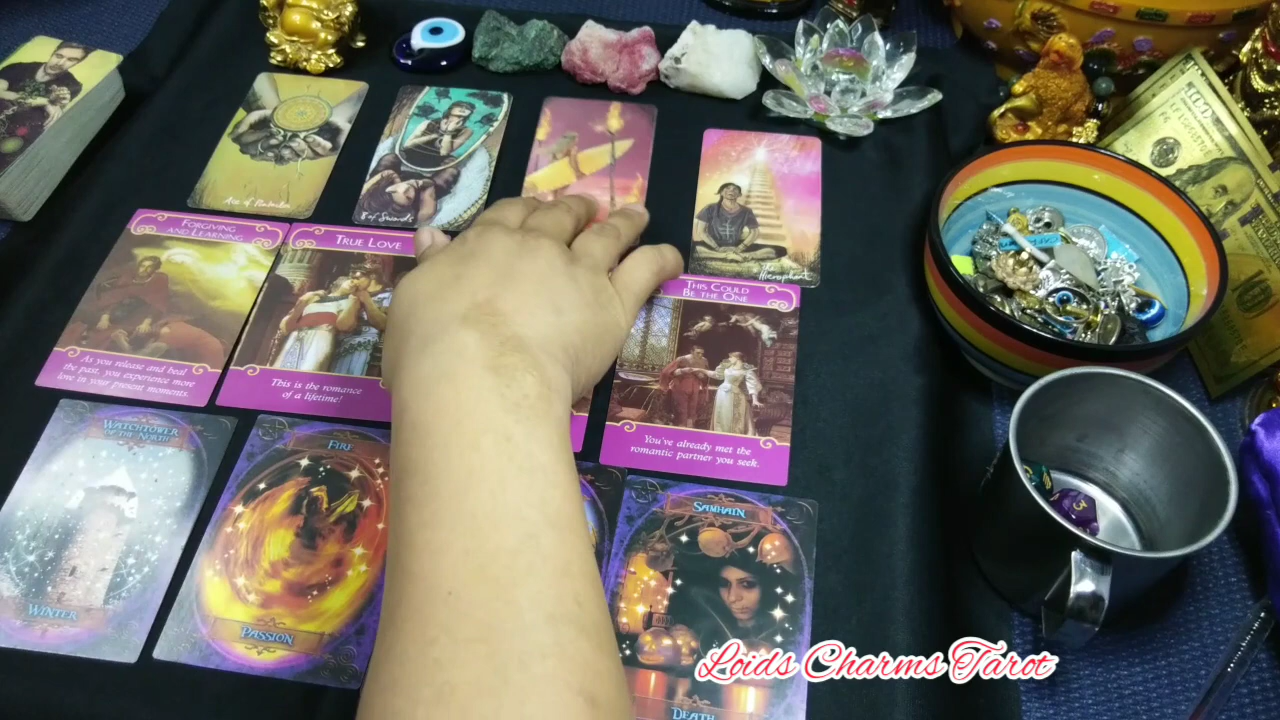 Ace of Pentacles
8 of Swords
The
Hierophant
FORGIVING
AND LEARNING
TRUE LOVE
THIS COULD
BE THE ONE
As you release and heal
the past, you experience more
love in your present moments.
This is the romance
of a lifetime!
You've already met the
romantic partner you seek.
WATCHTOWER
OF THE NORTH
FIRE
SAMHAIN
WINTER
PASSION
DEATH
Loids Charms Tarot